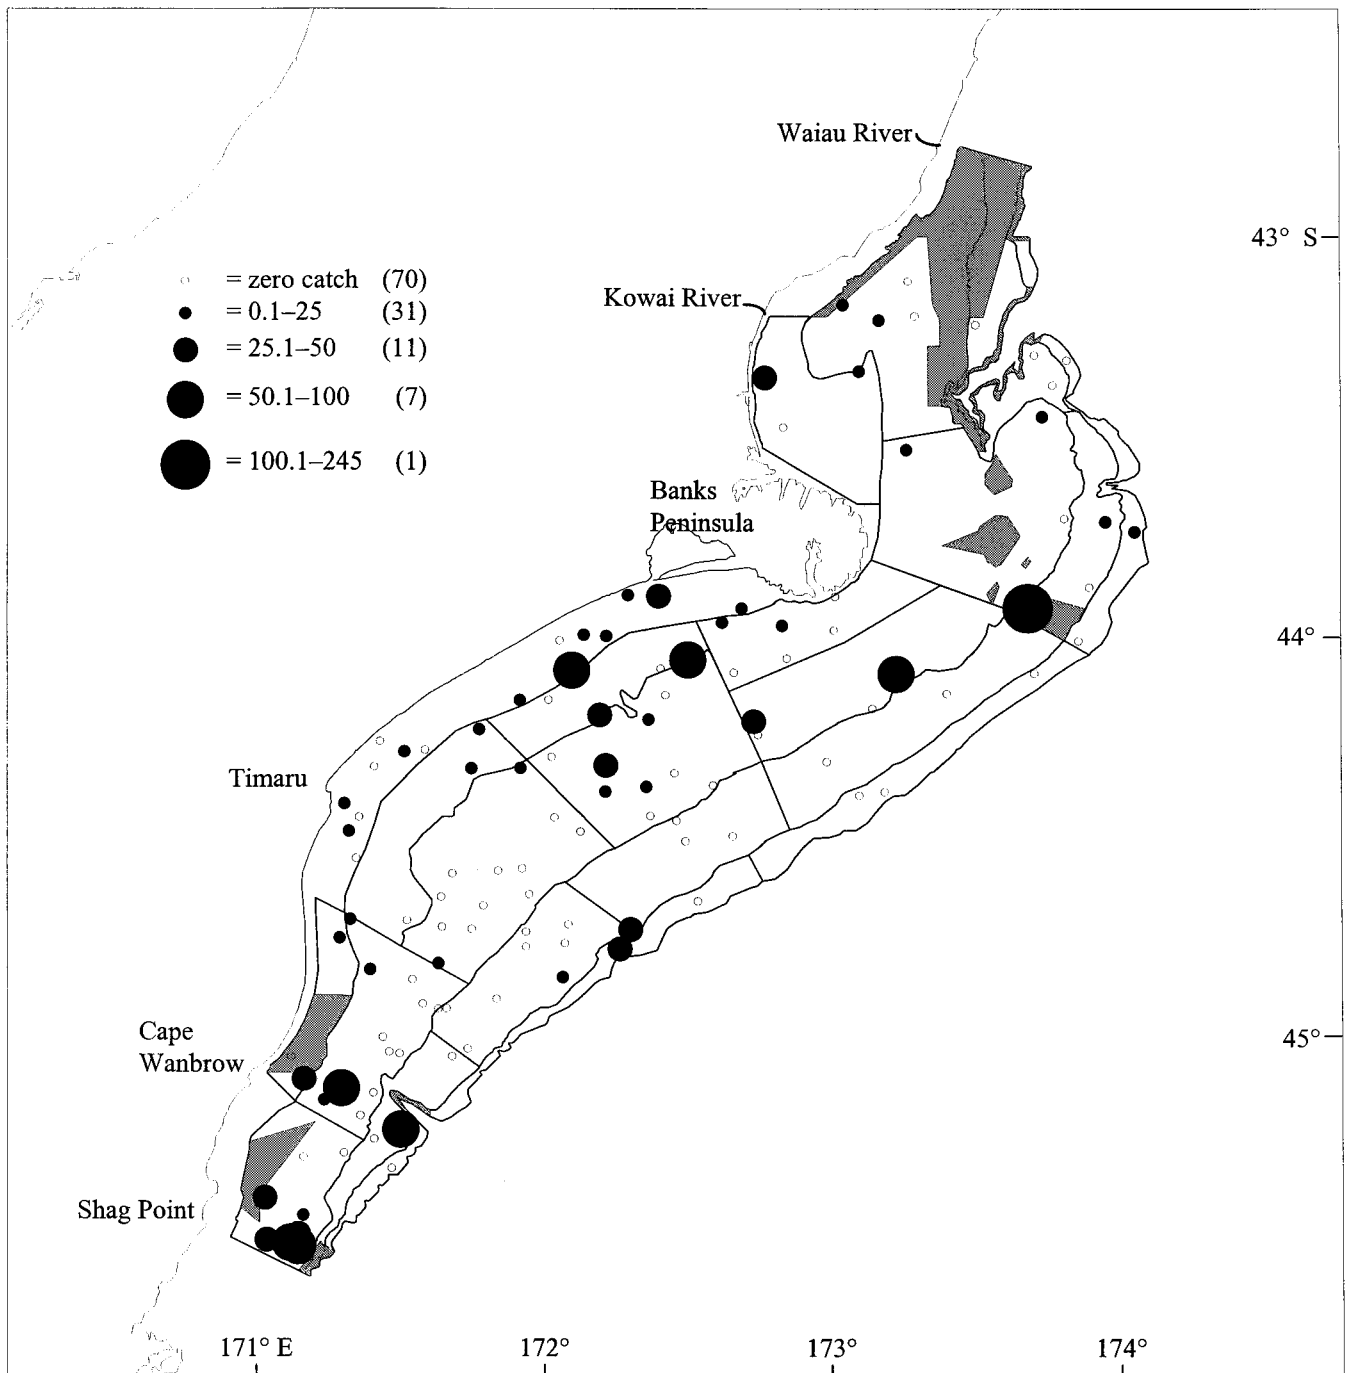 Waiau River
43° S
= zero catch (70)
Kowai River
= 0.1–25 (31)
= 25.1–50 (11)
= 50.1–100 (7)
= 100.1–245 (1)
Banks
Peninsula
44°
Timaru
Cape
Wanbrow
45°
Shag Point
171° E 172° 173° 174°